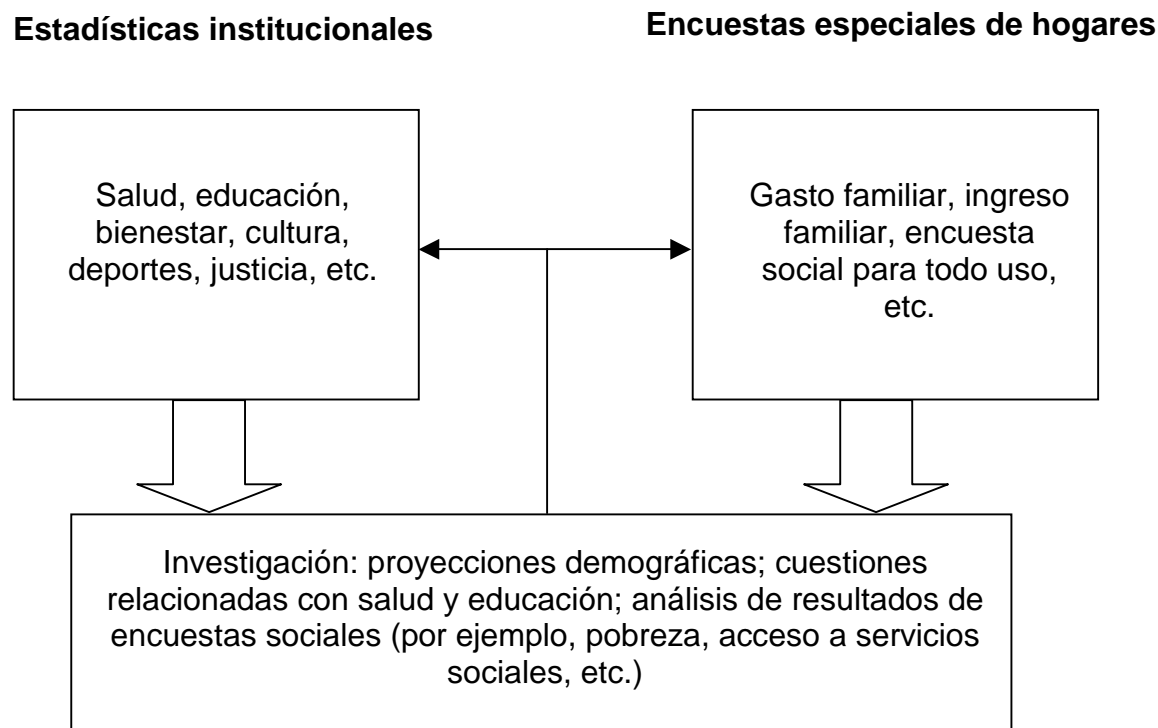 Estadísticas institucionales
Encuestas especiales de hogares
Salud, educación,
bienestar, cultura,
deportes, justicia, etc.
Gasto familiar, ingreso
familiar, encuesta
social para todo uso,
etc.
Investigación: proyecciones demográficas; cuestiones
relacionadas con salud y educación; análisis de resultados de
encuestas sociales (por ejemplo, pobreza, acceso a servicios
sociales, etc.)